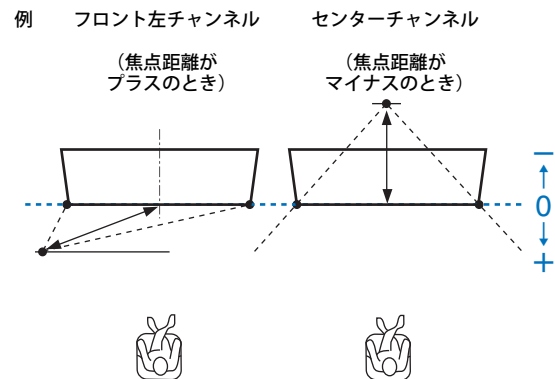 例 フロント左チャンネル センターチャンネル
（焦点距離が
プラスのとき）
（焦点距離が
マイナスのとき）
−
0
+